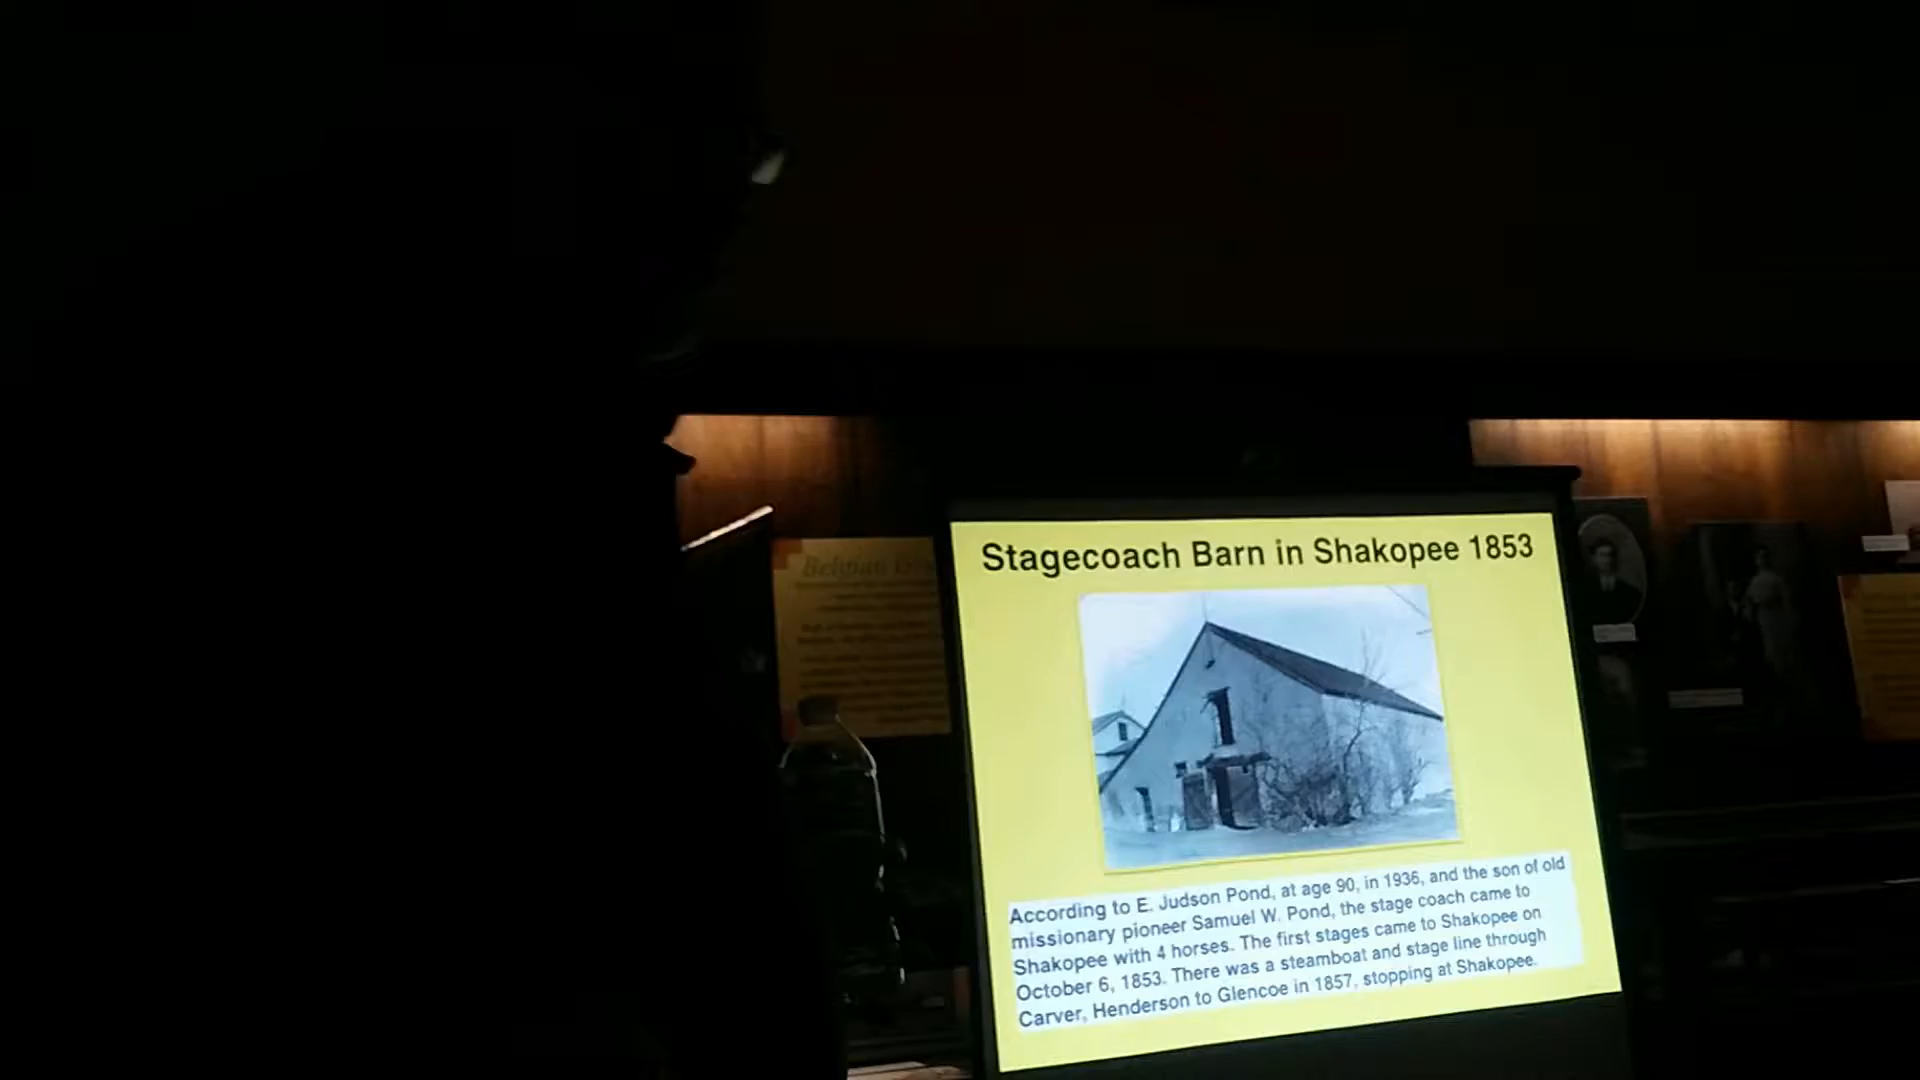 Stagecoach Barn in Shakopee 1853
According to E. Judson Pond, at age 90, in 1936, and the son of old
missionary pioneer Samuel W. Pond, the stage coach came to
Shakopee with 4 horses. The first stages came to Shakopee on
October 6, 1853. There was a steamboat and stage line through
Carver, Henderson to Glencoe in 1857, stopping at Shakopee.